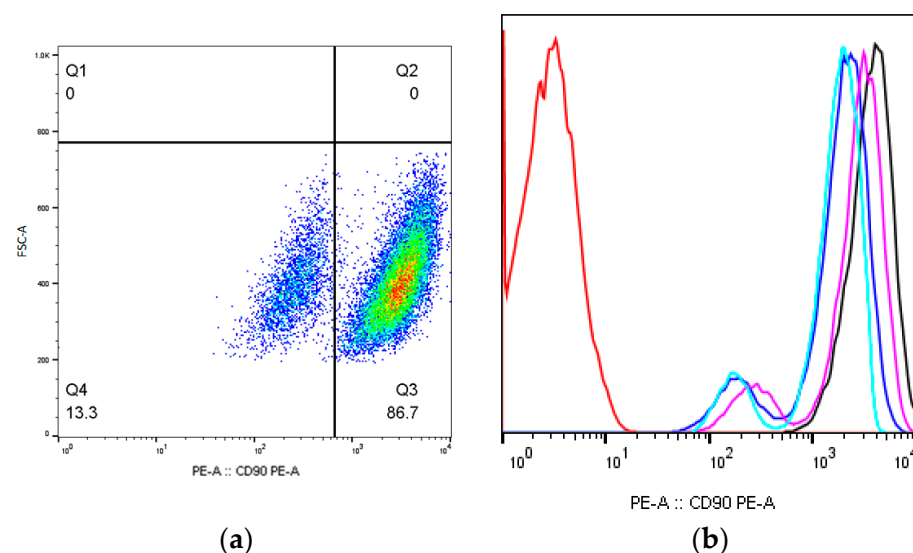 1.0K
800
600
400
200
0
FSC-A
Q1
0
Q2
0
Q4
13.3
Q3
86.7
10^0 10^1 10^2 10^3 10^4
PE-A :: CD90 PE-A
(a)
10^0 10^1 10^2 10^3 10^4
PE-A :: CD90 PE-A
(b)